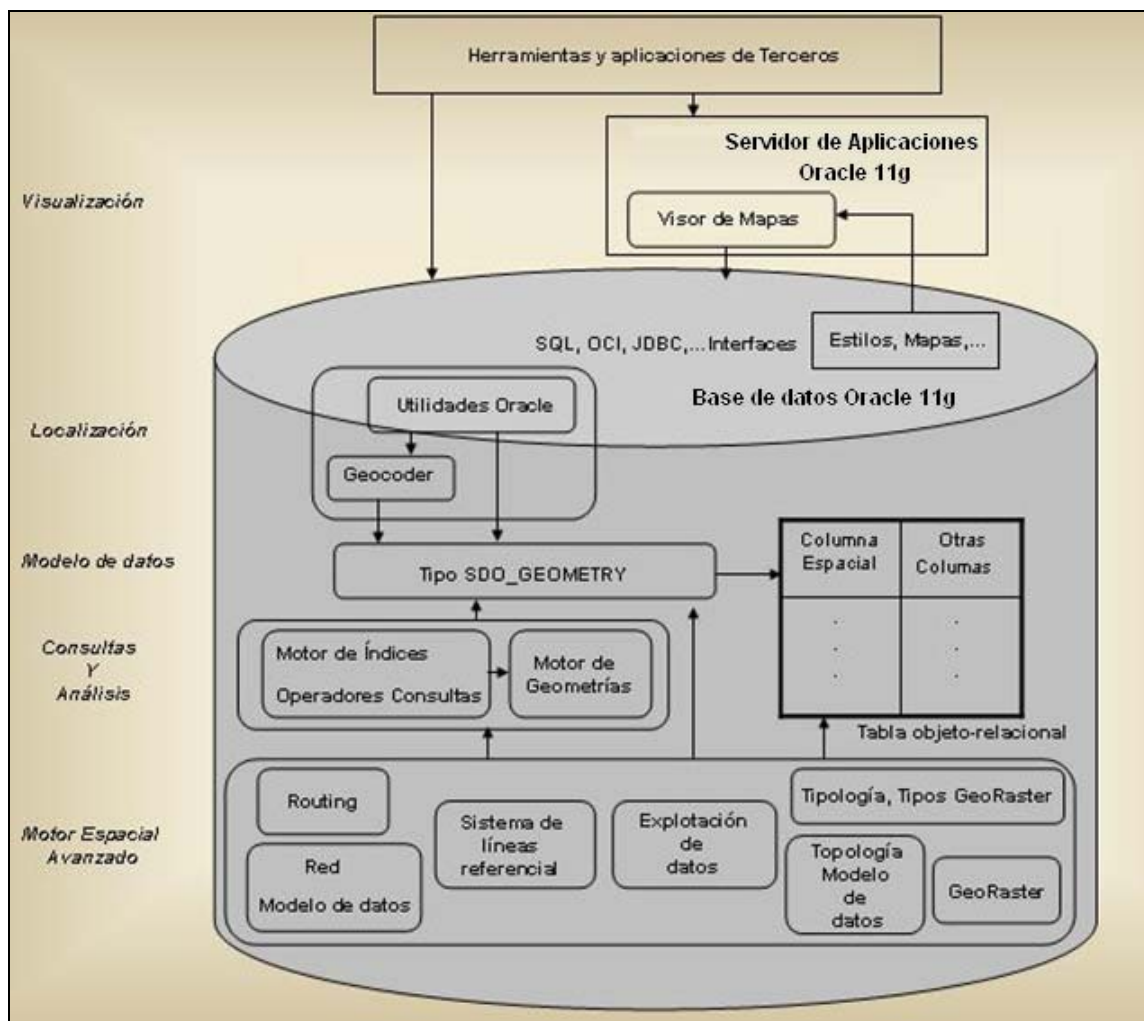 Herramientas y aplicaciones de Terceros
Servidor de Aplicaciones
Oracle 11g
Visualización
Visor de Mapas
SQL, OCI, JDBC,... Interfaces
Estilos, Mapas,...
Base de datos Oracle 11g
Utilidades Oracle
Localización
Geocoder
Modelo de datos
Tipo SDO_GEOMETRY
Columna
Espacial
Otras
Columas
.
.
.
.
.
.
Tabla objeto-relacional
Consultas
Y
Análisis
Motor de Índices
Operadores Consultas
Motor de
Geometrías
Motor Espacial
Avanzado
Routing
Red
Modelo de datos
Sistema de
líneas
referencial
Explotación
de
datos
Tipología, Tipos GeoRaster
Topología
Modelo
de
datos
GeoRaster